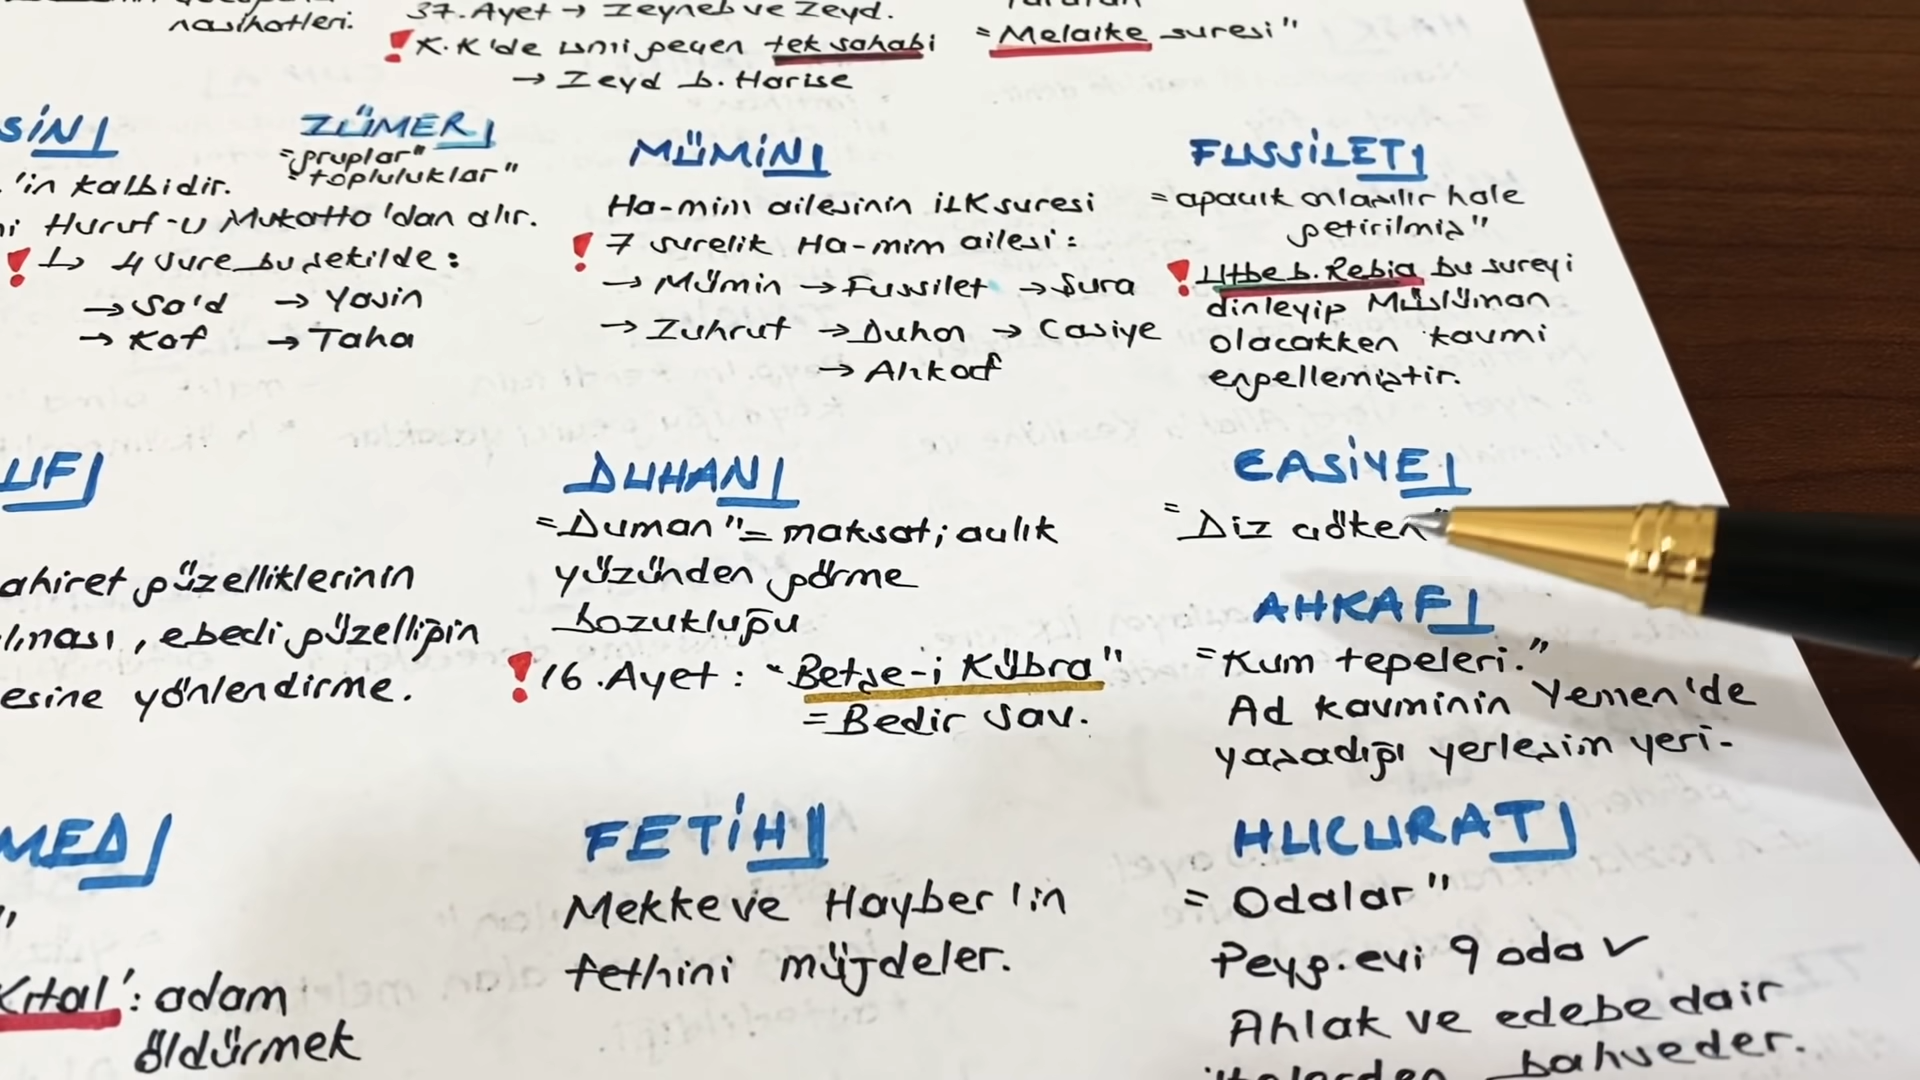 nasihatleri.
37. Ayet → Zeyneb ve Zeyd.
! K.K'de ismi geçen tek sahabi
→ Zeyd b. Harise
"Melaike suresi"
SİN
'in kalbidir.
Huruf-u Mukatta'dan alır.
! ↳ 4 sure bu şekilde:
→ Sa'd → Yasin
→ Kaf → Taha
ZÜMER
"gruplar"
"topluluklar"
MÜMİN
Ha-mim ailesinin İLK suresi
! 7 surelik Ha-mim ailesi:
→ Mümin → Fussilet → Şura
→ Zuhruf → Duhan → Casiye
→ Ahkaf
FUSSİLET
"apaçık anlaşılır hale
getirilmiş"
! Utbe b. Rebia bu sureyi
dinleyip Müslüman
olacakken kavmi
engellemiştir.
UF
ahiret güzelliklerinin
, ebedi güzelliğin
esine yönlendirme.
DUHAN
"Duman" = maksat; açlık
yüzünden görme
bozukluğu
! 16. Ayet: "Betşe-i Kübra"
= Bedir sav.
CASİYE
"Diz çöken"
AHKAF
"Kum tepeleri."
Ad kavminin Yemen'de
yaşadığı yerleşim yeri.
MED
"
Kıtal': adam
öldürmek
FETİH
Mekke ve Hayber'in
fethini müjdeler.
HUCURAT
"Odalar"
Peyg. evi 9 oda ✓
Ahlak ve edebe dair
bahseder.